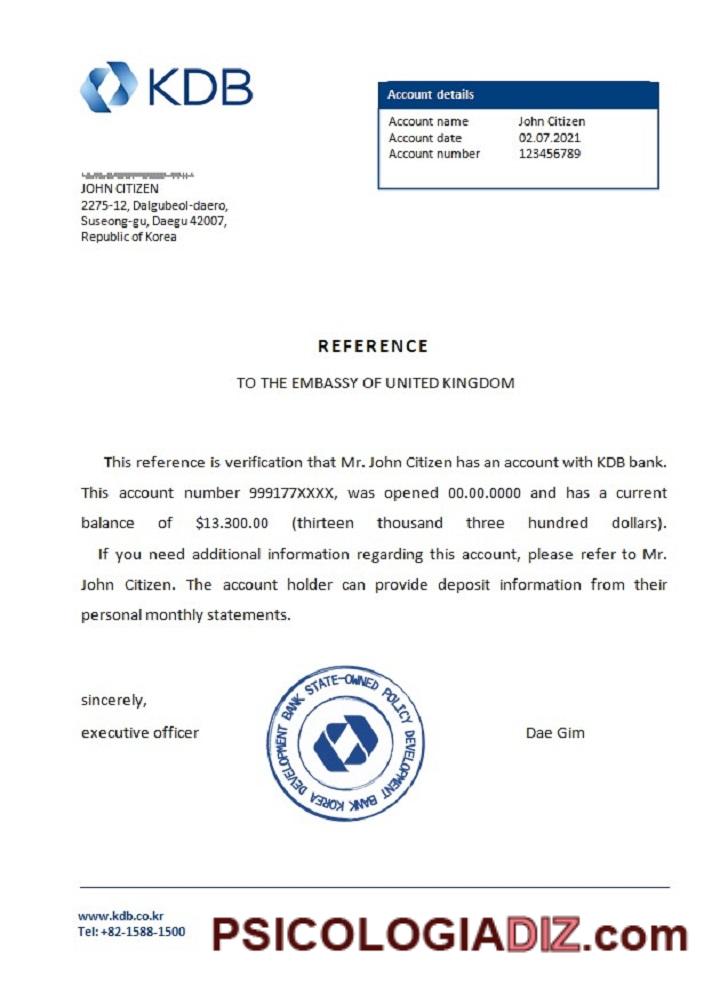 KDB
Account details
Account name John Citizen
Account date 02.07.2021
Account number 123456789
JOHN CITIZEN
2275-12, Dalgubeol-daero,
Suseong-gu, Daegu 42007,
Republic of Korea
REFERENCE
TO THE EMBASSY OF UNITED KINGDOM
This reference is verification that Mr. John Citizen has an account with KDB bank.
This account number 999177XXXX, was opened 00.00.0000 and has a current
balance of $13.300.00 (thirteen thousand three hundred dollars).
If you need additional information regarding this account, please refer to Mr.
John Citizen. The account holder can provide deposit information from their
personal monthly statements.
sincerely,
executive officer
KOREA DEVELOPMENT BANK STATE-OWNED POLICY DEVELOPMENT BANK
Dae Gim
www.kdb.co.kr
Tel: +82-1588-1500
PSICOLOGIADIZ.com